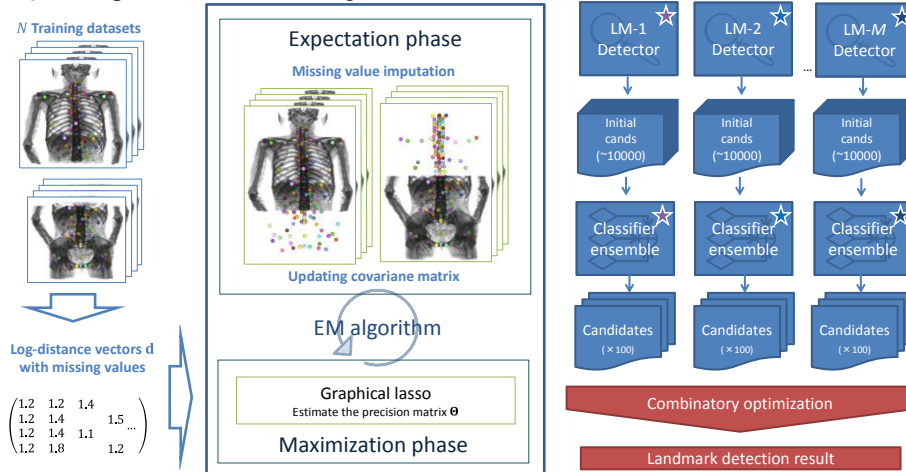 N Training datasets
Log-distance vectors d
with missing values
1.2 1.2 1.4
1.2 1.4 1.5
1.2 1.4 1.1 ...
1.2 1.8 1.2
Expectation phase
Missing value imputation
Updating covariane matrix
EM algorithm
Graphical lasso
Estimate the precision matrix Θ
Maximization phase
LM-1
Detector
LM-2
Detector
...
LM-M
Detector
Initial
cands
(~10000)
Initial
cands
(~10000)
Initial
cands
(~10000)
Classifier
ensemble
Classifier
ensemble
Classifier
ensemble
Candidates
(×100)
Candidates
(×100)
Candidates
(×100)
Combinatory optimization
Landmark detection result